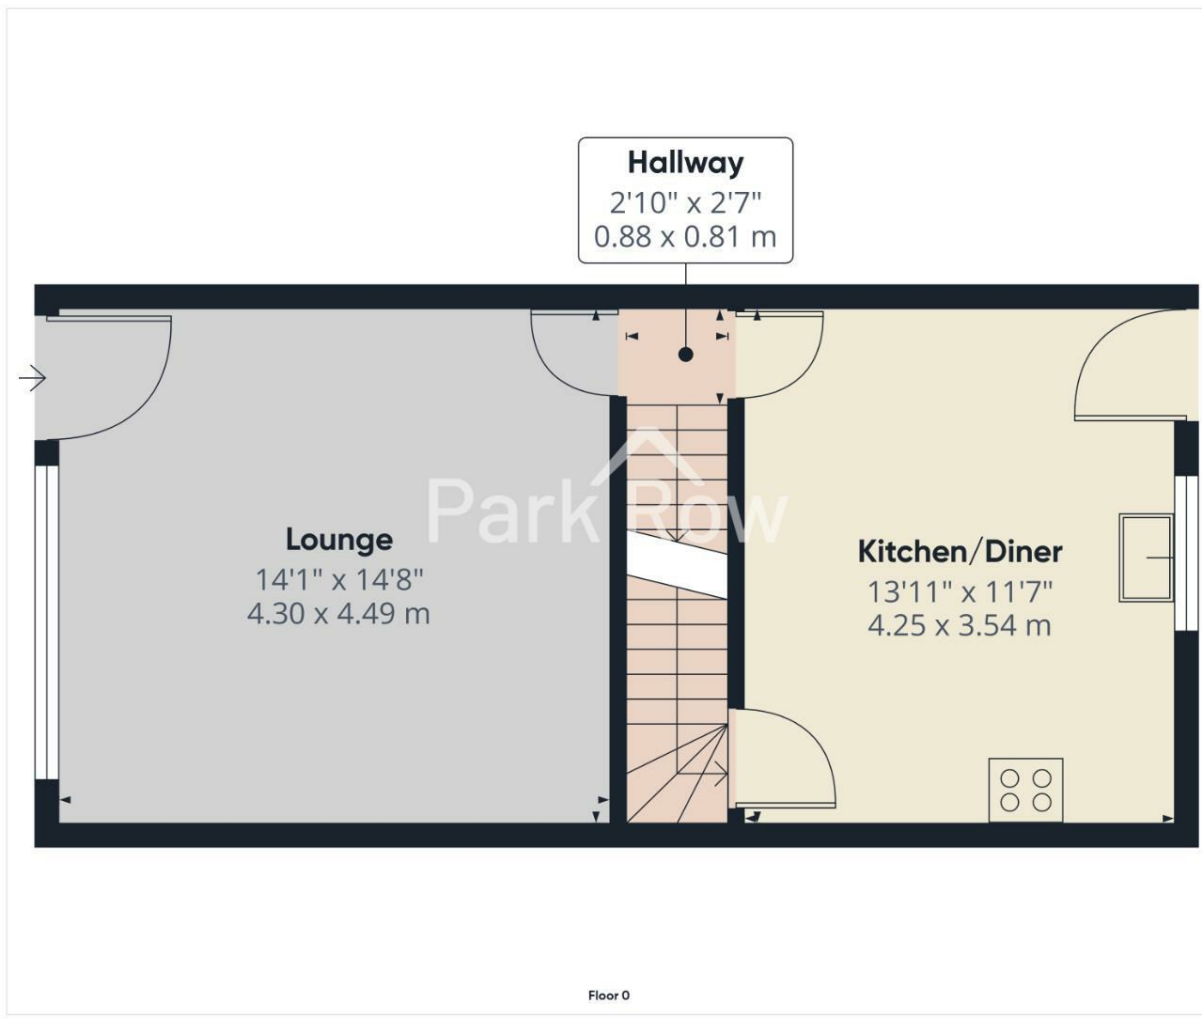 Hallway
2'10" x 2'7"
0.88 x 0.81 m
Park Row
Lounge
14'1" x 14'8"
4.30 x 4.49 m
Kitchen/Diner
13'11" x 11'7"
4.25 x 3.54 m
Floor 0